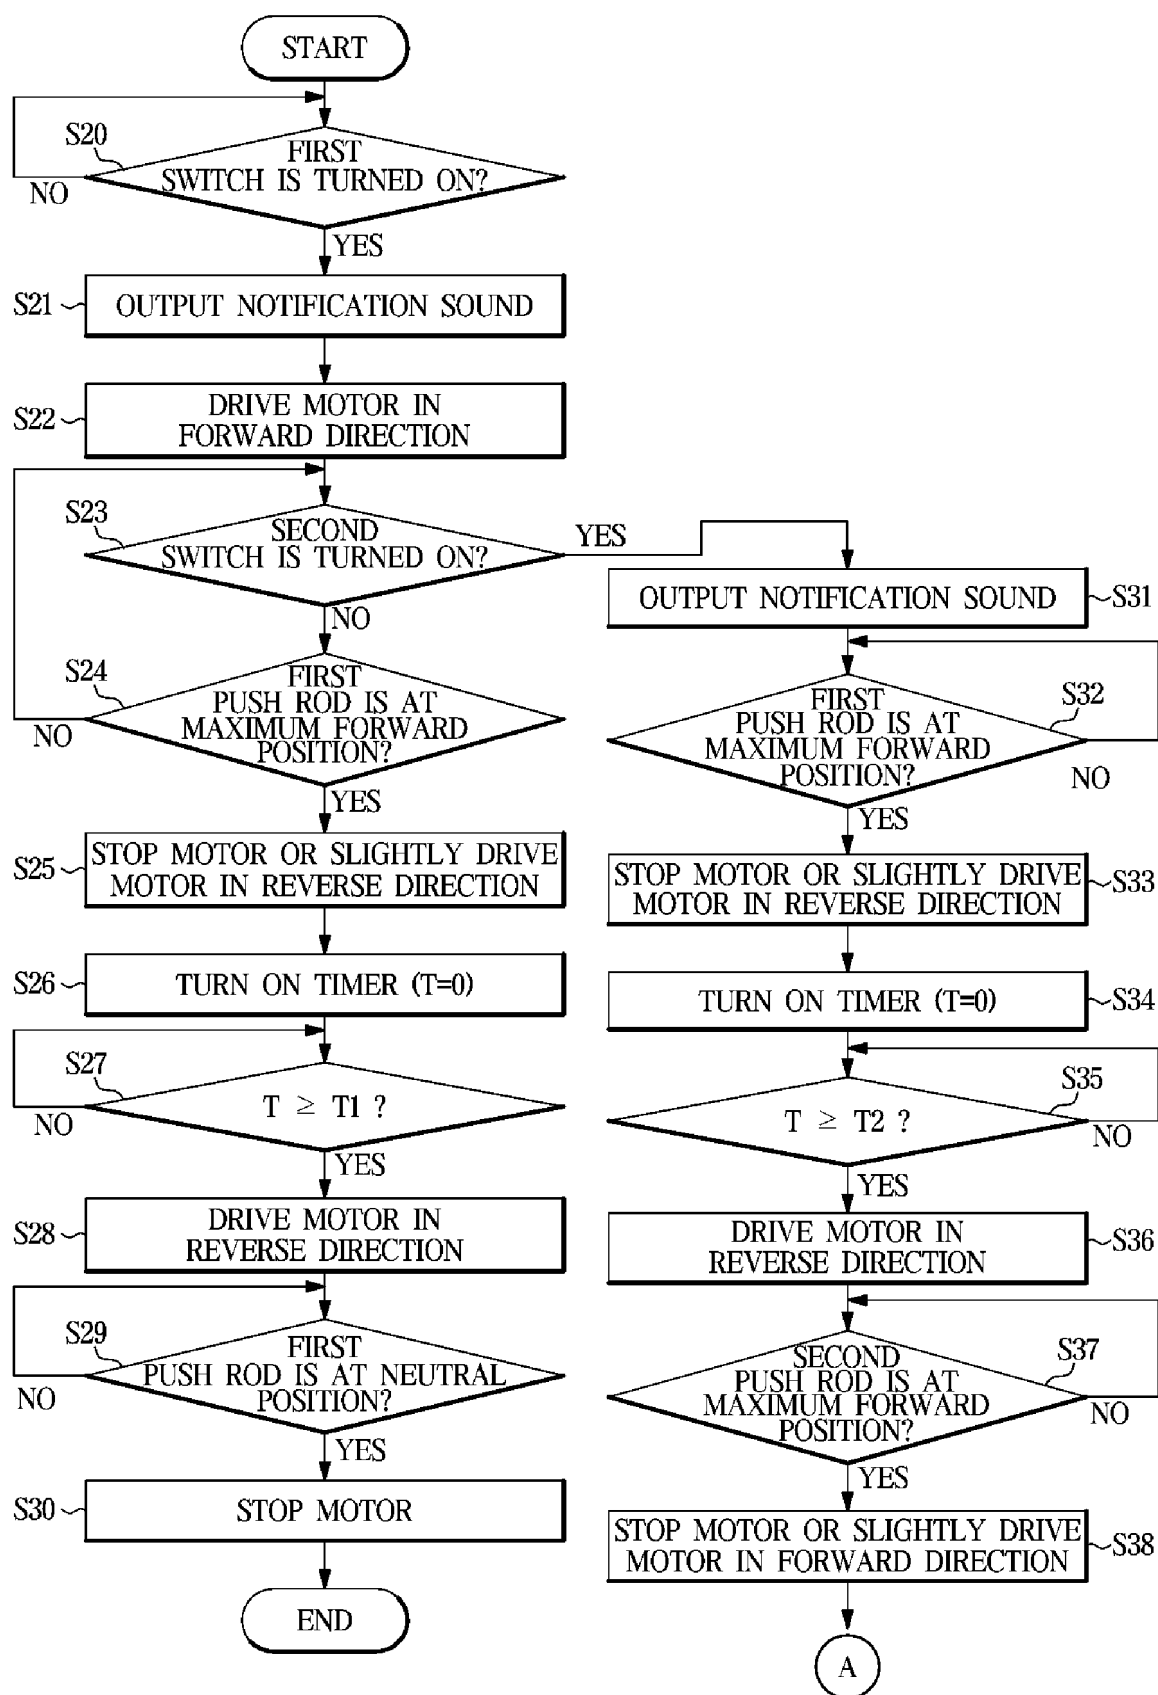 START
S20
FIRST
SWITCH IS TURNED ON?
NO
YES
S21
OUTPUT NOTIFICATION SOUND
S22
DRIVE MOTOR IN
FORWARD DIRECTION
S23
SECOND
SWITCH IS TURNED ON?
YES
NO
S24
FIRST
PUSH ROD IS AT
MAXIMUM FORWARD
POSITION?
NO
YES
S25
STOP MOTOR OR SLIGHTLY DRIVE
MOTOR IN REVERSE DIRECTION
S26
TURN ON TIMER (T=0)
S27
T ≥ T1 ?
NO
YES
S28
DRIVE MOTOR IN
REVERSE DIRECTION
S29
FIRST
PUSH ROD IS AT NEUTRAL
POSITION?
NO
YES
S30
STOP MOTOR
END
OUTPUT NOTIFICATION SOUND
S31
S32
FIRST
PUSH ROD IS AT
MAXIMUM FORWARD
POSITION?
NO
YES
STOP MOTOR OR SLIGHTLY DRIVE
MOTOR IN REVERSE DIRECTION
S33
TURN ON TIMER (T=0)
S34
S35
T ≥ T2 ?
NO
YES
DRIVE MOTOR IN
REVERSE DIRECTION
S36
S37
SECOND
PUSH ROD IS AT
MAXIMUM FORWARD
POSITION?
NO
YES
STOP MOTOR OR SLIGHTLY DRIVE
MOTOR IN FORWARD DIRECTION
S38
A